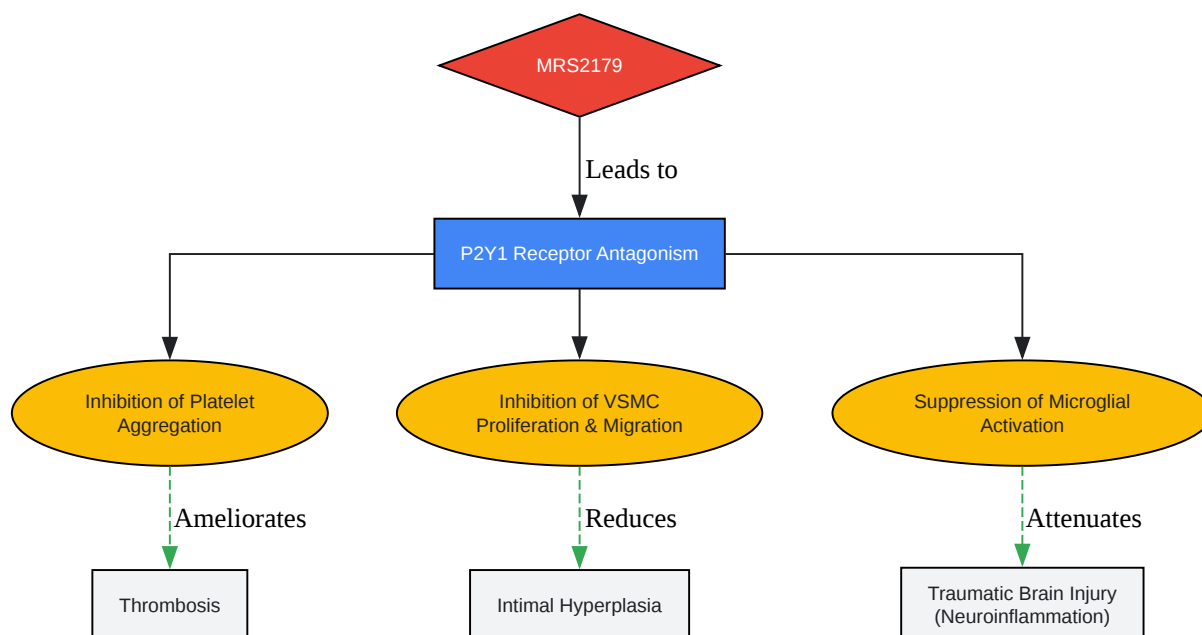 MRS2179
Leads to
P2Y1 Receptor Antagonism
Inhibition of Platelet
Aggregation
Inhibition of VSMC
Proliferation & Migration
Suppression of Microglial
Activation
Ameliorates
Reduces
Attenuates
Thrombosis
Intimal Hyperplasia
Traumatic Brain Injury
(Neuroinflammation)